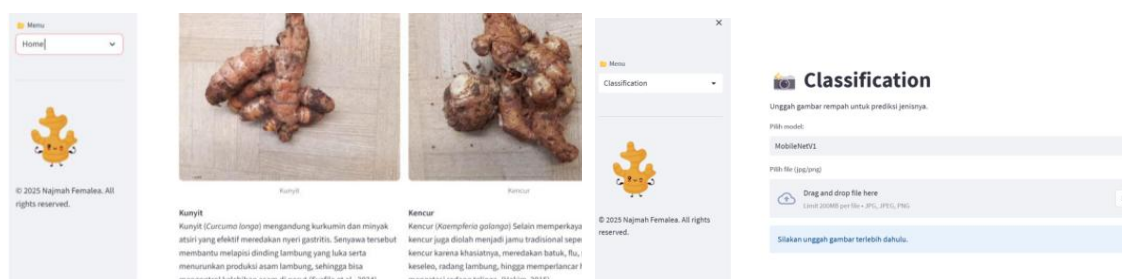 Menu
Home
© 2025 Najmah Femalea. All
rights reserved.
Kunyit
Kunyit
Kunyit (Curcuma longa) mengandung kurkumin dan minyak
atsiri yang efektif meredakan nyeri gastritis. Senyawa tersebut
membantu melapisi dinding lambung yang luka serta
menurunkan produksi asam lambung, sehingga bisa
Kencur
Kencur
Kencur (Kaempferia galanga) Selain memperkaya
kencur juga diolah menjadi jamu tradisional
kencur karena khasiatnya, meredakan batuk, flu,
keseleo, radang lambung, hingga memperlancar
Menu
Classification
© 2025 Najmah Femalea. All rights
reserved.
Classification
Unggah gambar rempah untuk prediksi jenisnya.
Pilih model:
MobileNetV1
Pilih file (jpg/png)
Drag and drop file here
Limit 200MB per file • JPG, JPEG, PNG
Silakan unggah gambar terlebih dahulu.